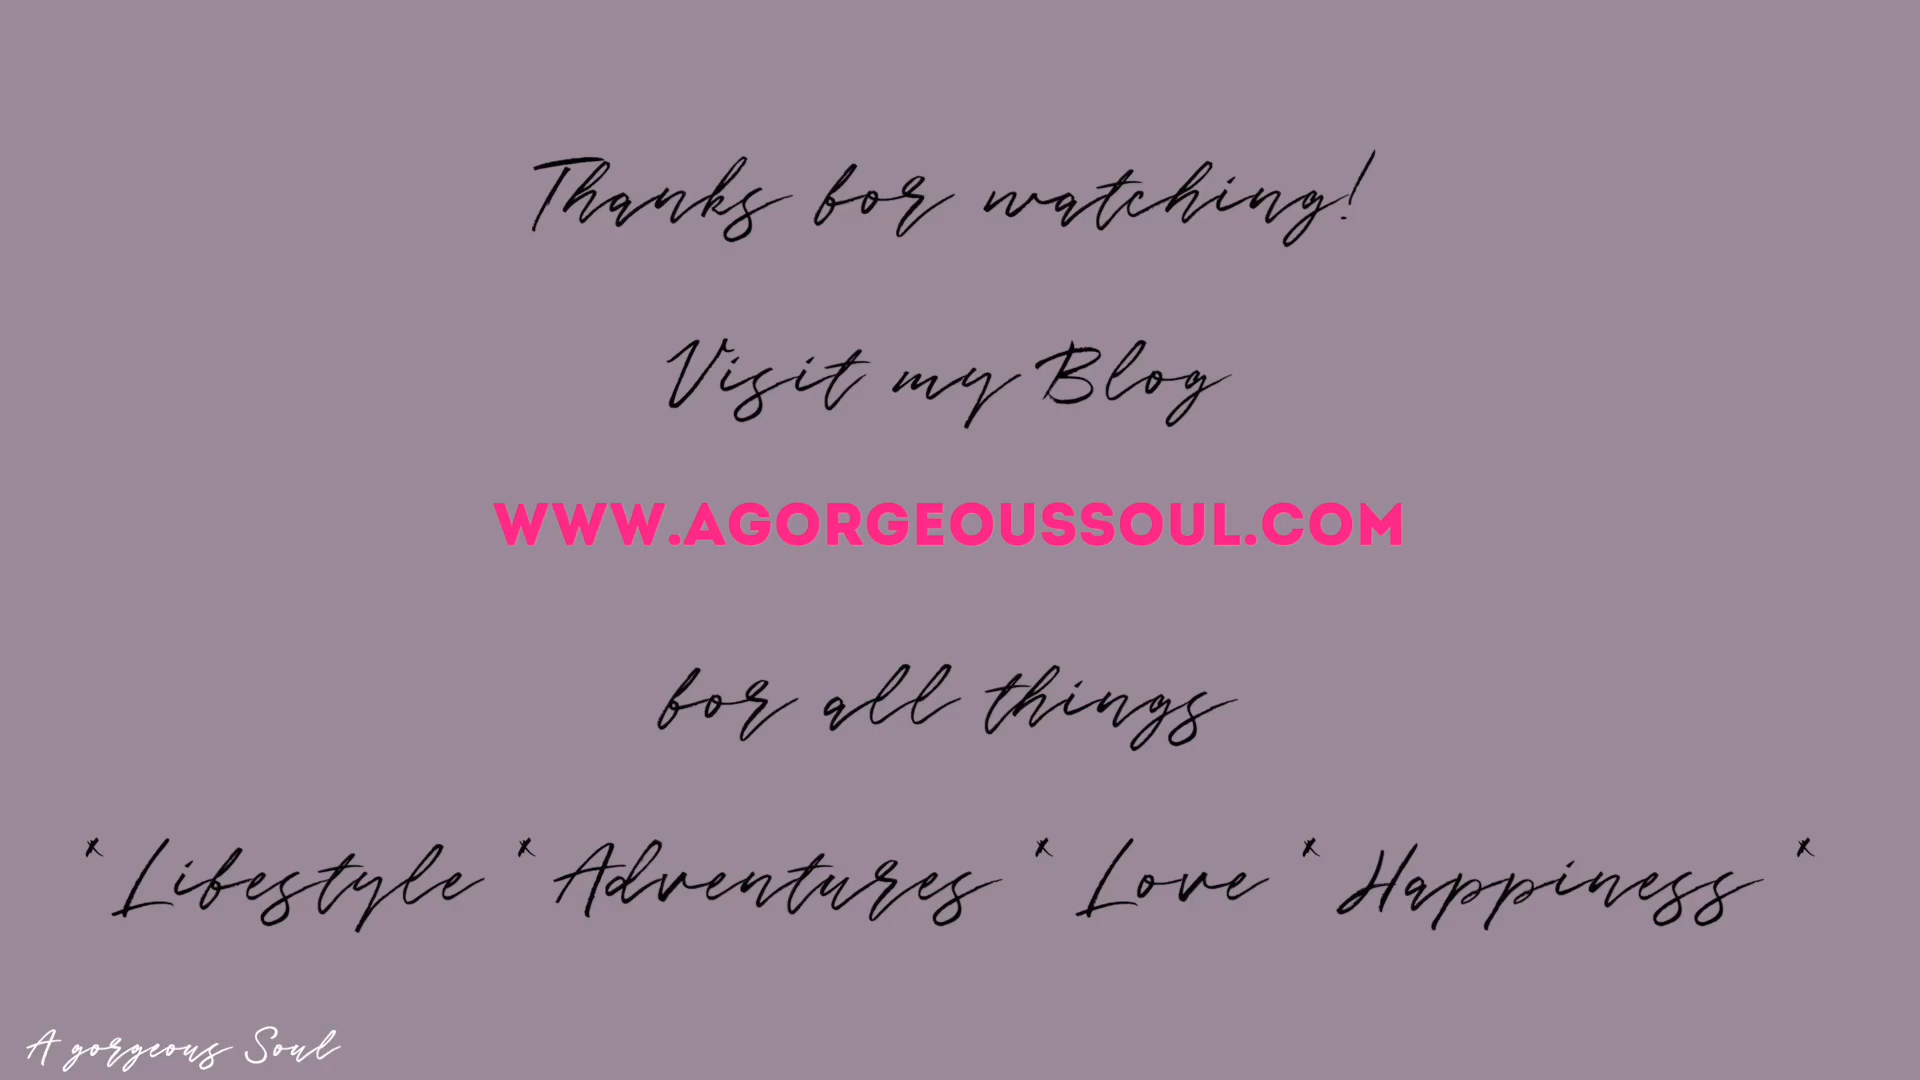 Thanks for watching!
Visit my Blog
WWW.AGORGEOUSSOUL.COM
for all things
* Lifestyle * Adventures * Love * Happiness *
A gorgeous Soul